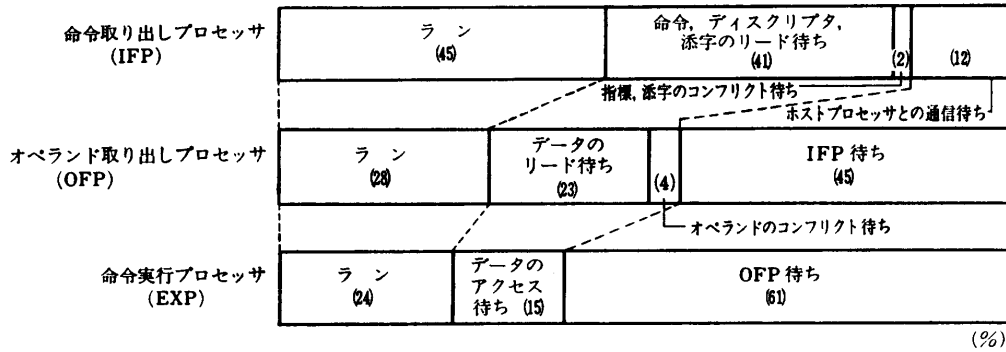 命令取り出しプロセッサ
(IFP)
ラン
(45)
命令,ディスクリプタ,
添字のリード待ち
(41)
(2)
(12)
指標,添字のコンフリクト待ち
ホストプロセッサとの通信待ち
オペランド取り出しプロセッサ
(OFP)
ラン
(28)
データの
リード待ち
(23)
(4)
IFP待ち
(45)
オペランドのコンフリクト待ち
命令実行プロセッサ
(EXP)
ラン
(24)
データの
アクセス
待ち (15)
OFP待ち
(61)
(%)